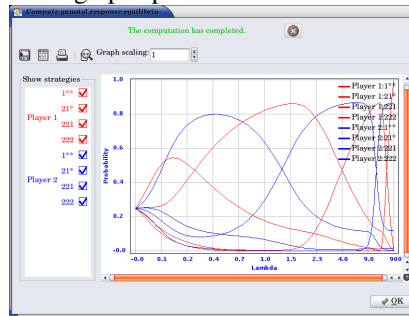 Compute quantal response equilibria
The computation has completed.
Graph scaling: 1
Show strategies
Player 1
1**
21*
221
222
Player 2
1**
21*
221
222
Probability
1.0
0.8
0.6
0.4
0.2
-0.0
-0.0 0.1 0.2 0.4 0.6 1.0 1.5 2.3 4.0 9.0 900
Lambda
Player 1:1**
Player 1:21*
Player 1:221
Player 1:222
Player 2:1**
Player 2:21*
Player 2:221
Player 2:222
OK